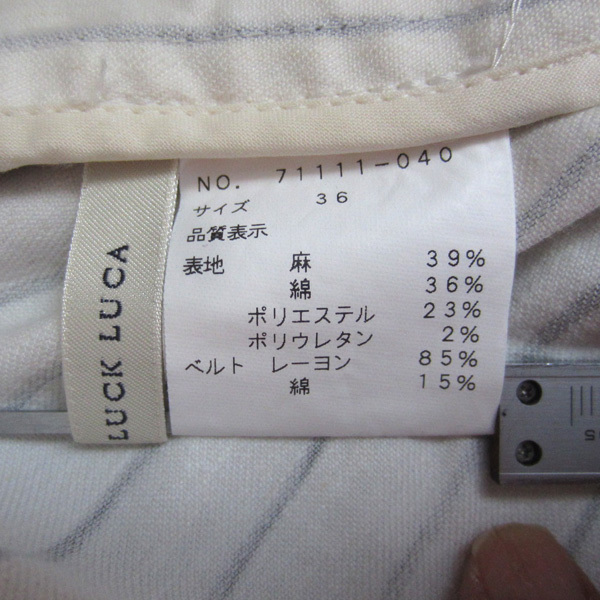 LUCK LUCA
NO. 71111-040
サイズ 36
品質表示
表地 麻 39%
綿 36%
ポリエステル 23%
ポリウレタン 2%
ベルト レーヨン 85%
綿 15%
5